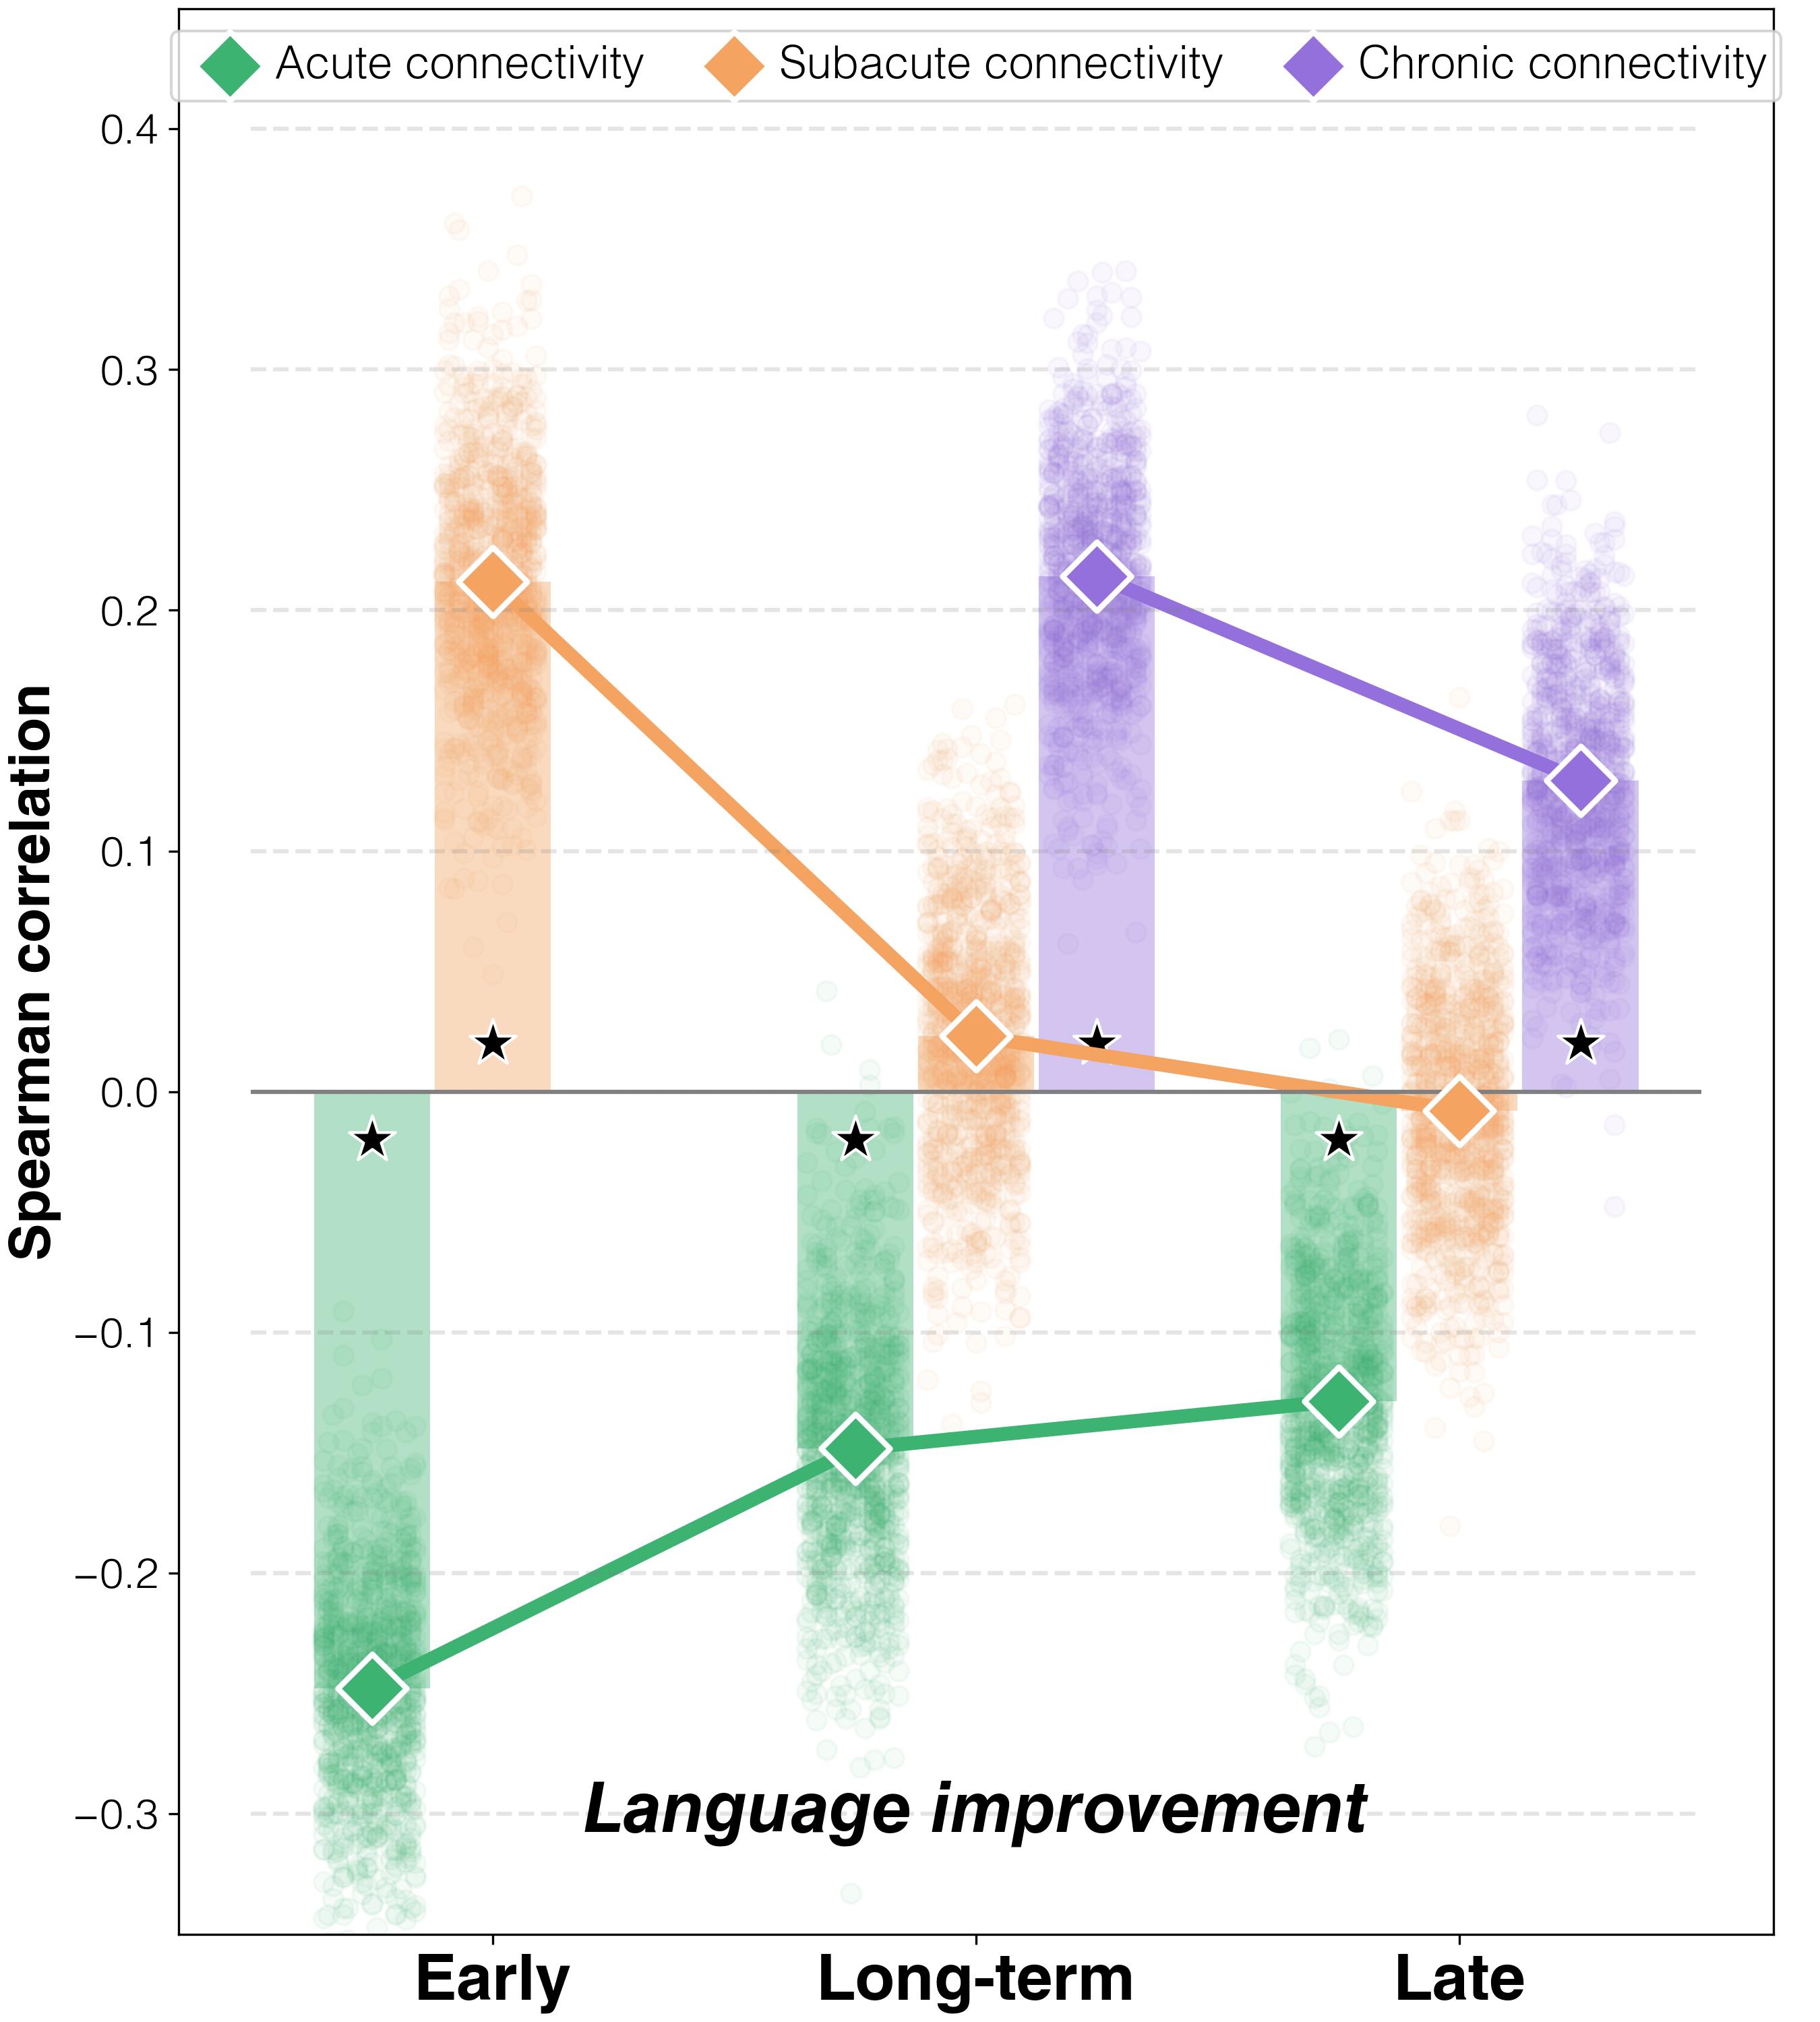 Acute connectivity Subacute connectivity Chronic connectivity
0.4
0.3
0.2
0.1
0.0
−0.1
−0.2
−0.3
Spearman correlation
Language improvement
Early Long-term Late